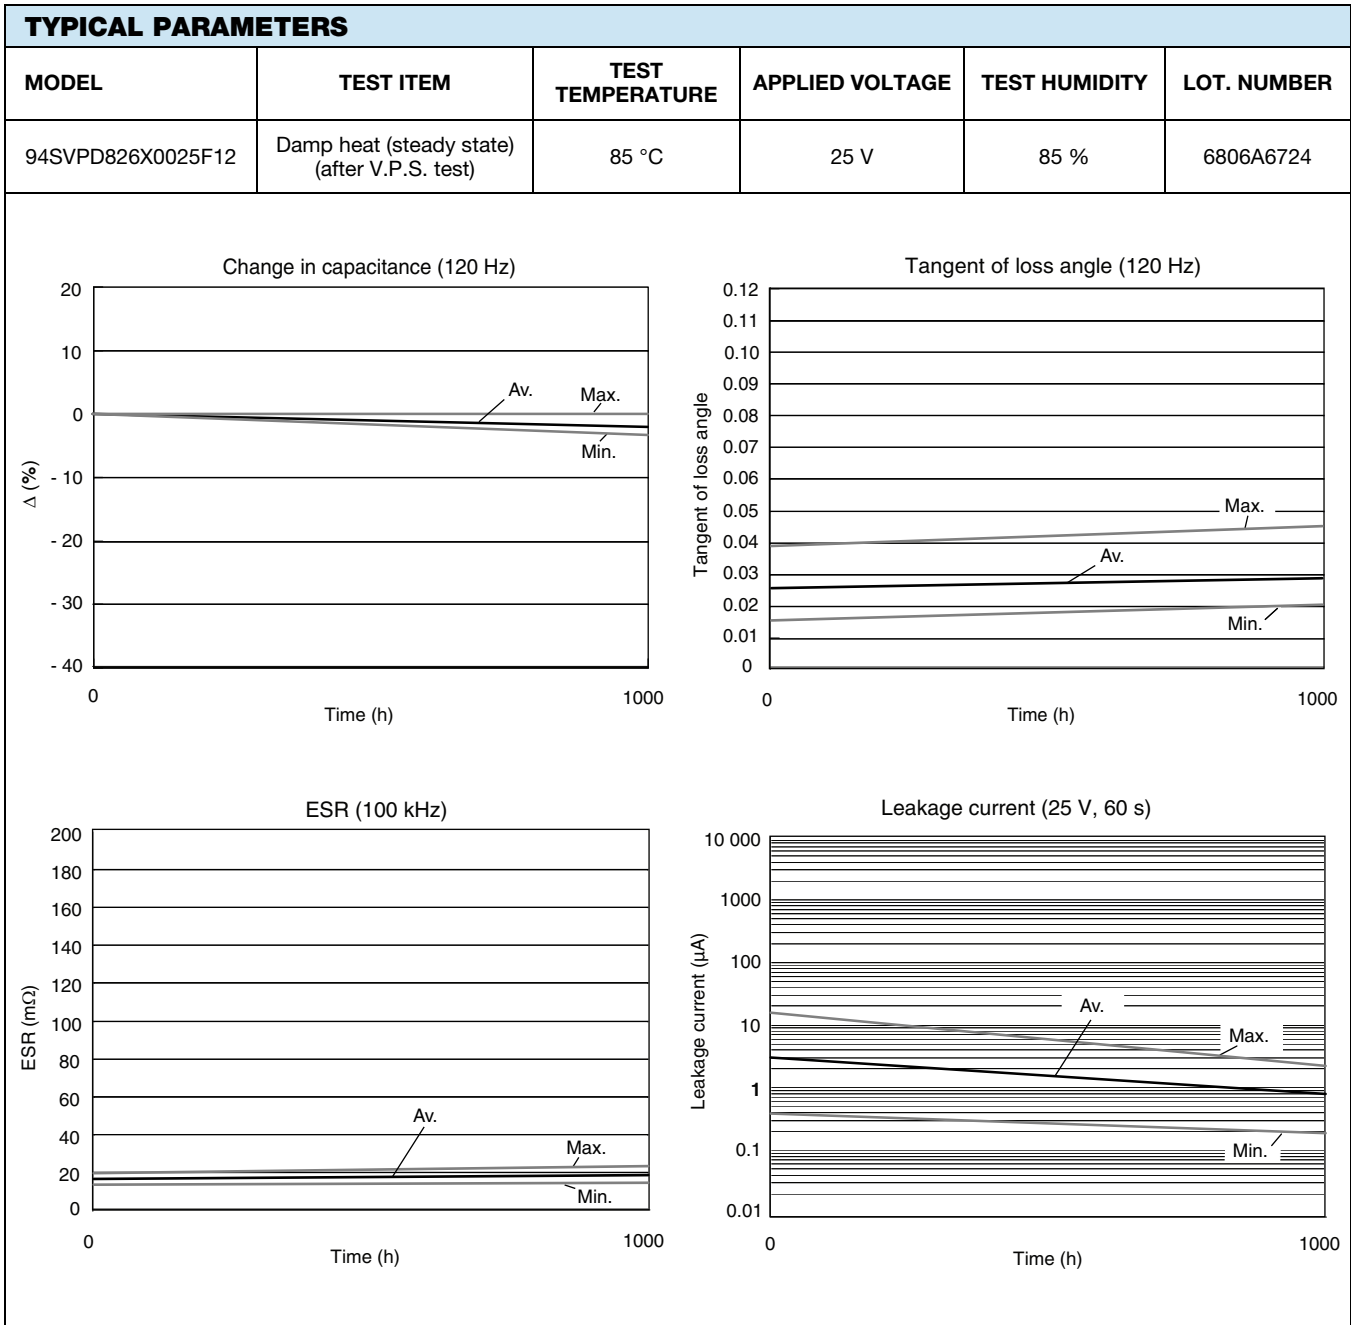 TYPICAL PARAMETERS
MODEL
TEST ITEM
TEST
TEMPERATURE
APPLIED VOLTAGE
TEST HUMIDITY
LOT. NUMBER
94SVPD826X0025F12
Damp heat (steady state)
(after V.P.S. test)
85 °C
25 V
85 %
6806A6724
Change in capacitance (120 Hz)
20
10
0
- 10
- 20
- 30
- 40
Δ (%)
Av.
Max.
Min.
0
1000
Time (h)
Tangent of loss angle (120 Hz)
0.12
0.11
0.10
0.09
0.08
0.07
0.06
0.05
0.04
0.03
0.02
0.01
0
Tangent of loss angle
Max.
Av.
Min.
0
1000
Time (h)
ESR (100 kHz)
200
180
160
140
120
100
80
60
40
20
0
ESR (mΩ)
Av.
Max.
Min.
0
1000
Time (h)
Leakage current (25 V, 60 s)
10 000
1000
100
10
1
0.1
0.01
Leakage current (µA)
Av.
Max.
Min.
0
1000
Time (h)